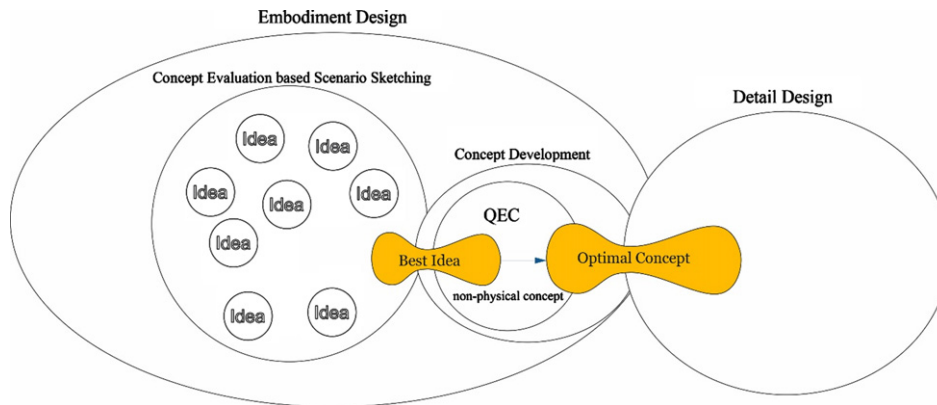 Embodiment Design
Concept Evaluation based Scenario Sketching
Detail Design
Idea
Idea
Concept Development
Idea
Idea
Idea
QEC
Idea
Best Idea
Optimal Concept
non-physical concept
Idea
Idea